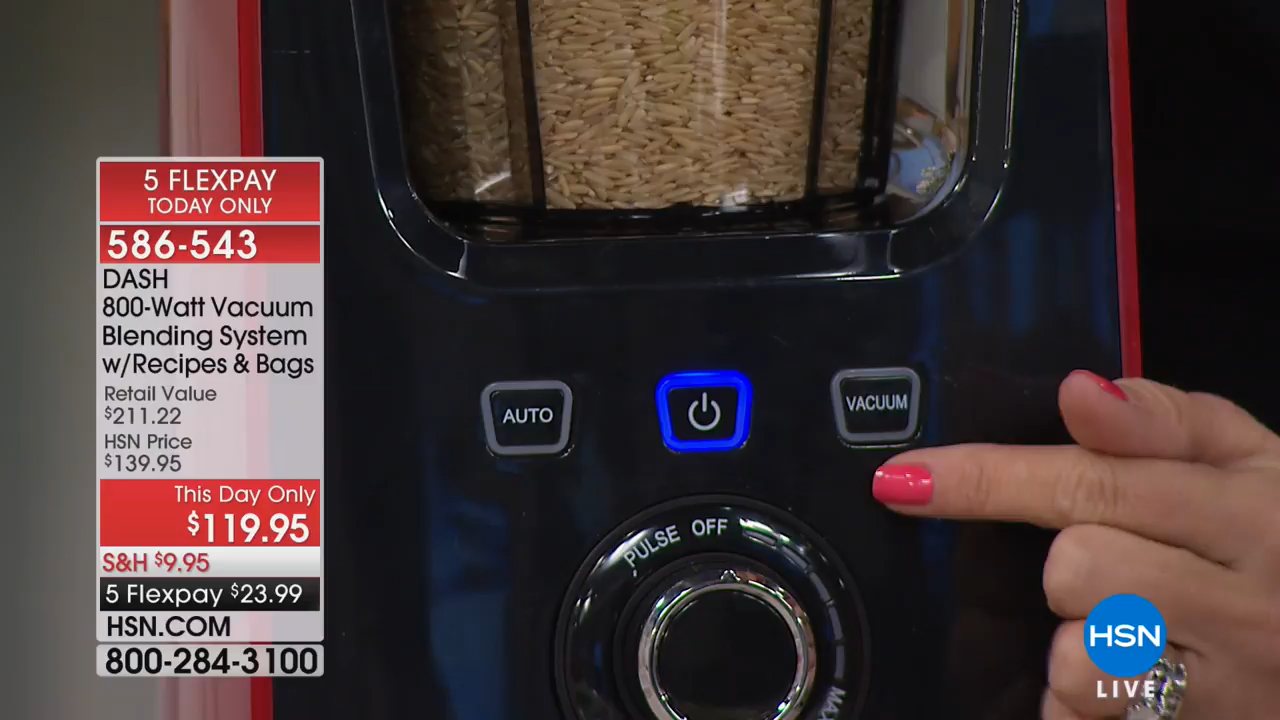 5 FLEXPAY
TODAY ONLY
586-543
DASH
800-Watt Vacuum
Blending System
w/Recipes & Bags
Retail Value
$211.22
HSN Price
$139.95
This Day Only
$119.95
S&H $9.95
5 Flexpay $23.99
HSN.COM
800-284-3100
AUTO
VACUUM
PULSE OFF
MAX
HSN
LIVE